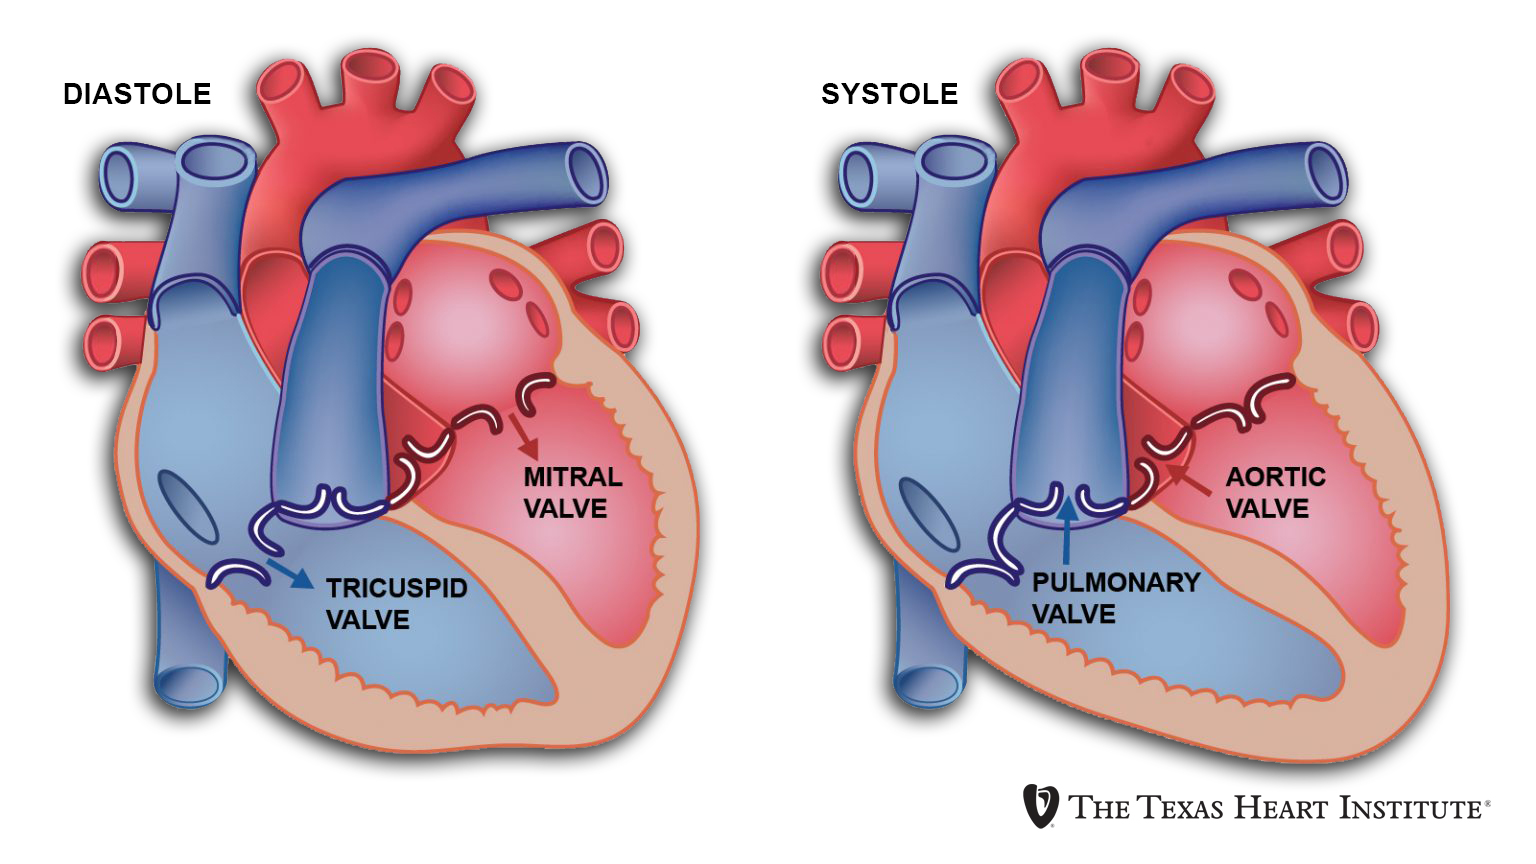 DIASTOLE
MITRAL
VALVE
TRICUSPID
VALVE
SYSTOLE
AORTIC
VALVE
PULMONARY
VALVE
THE TEXAS HEART INSTITUTE®